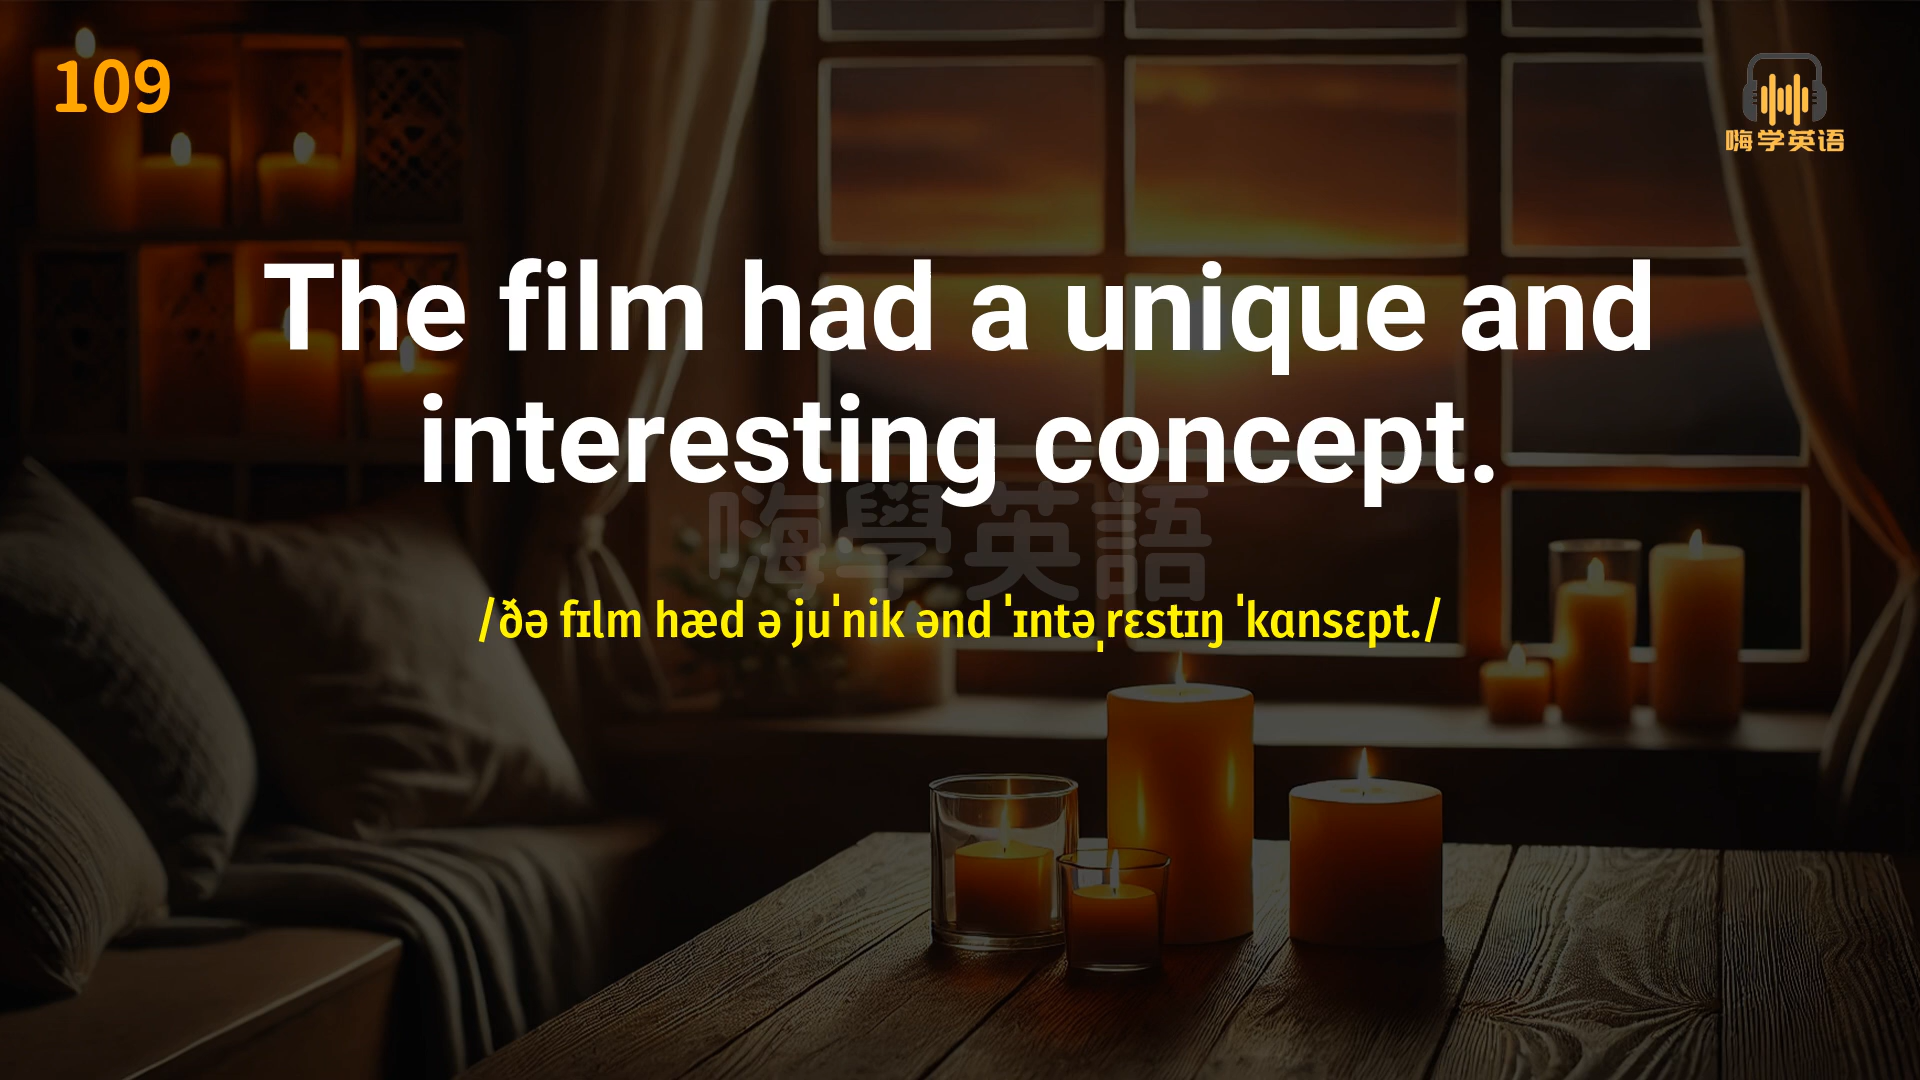 109
嗨学英语
The film had a unique and
interesting concept.
嗨學英語
/ðə fɪlm hæd ə juˈnik ənd ˈɪntəˌrɛstɪŋ ˈkɑnsɛpt./